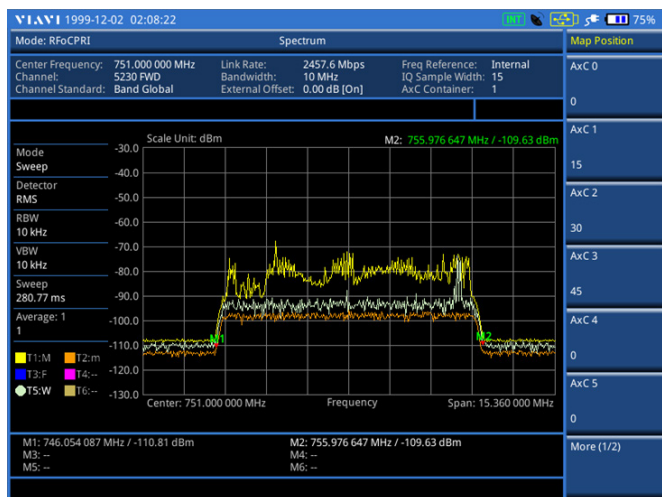 VIAVI 1999-12-02 02:08:22 INT 75%
Mode: RFoCPRI Spectrum Map Position
Center Frequency: 751.000 000 MHz Link Rate: 2457.6 Mbps Freq Reference: Internal
Channel: 5230 FWD Bandwidth: 10 MHz IQ Sample Width: 15
Channel Standard: Band Global External Offset: 0.00 dB [On] AxC Container: 1
AxC 0
0
AxC 1
15
AxC 2
30
AxC 3
45
AxC 4
0
AxC 5
0
More (1/2)
Scale Unit: dBm M2: 755.976 647 MHz / -109.63 dBm
Mode
Sweep
Detector
RMS
RBW
10 kHz
VBW
10 kHz
Sweep
280.77 ms
Average: 1
1
T1:M T2:m
T3:F T4:--
T5:W T6:--
-30.0
-40.0
-50.0
-60.0
-70.0
-80.0
-90.0
-100.0
-110.0
-120.0
-130.0
M1 M2
Center: 751.000 000 MHz Frequency Span: 15.360 000 MHz
M1: 746.054 087 MHz / -110.81 dBm M2: 755.976 647 MHz / -109.63 dBm
M3: -- M4: --
M5: -- M6: --